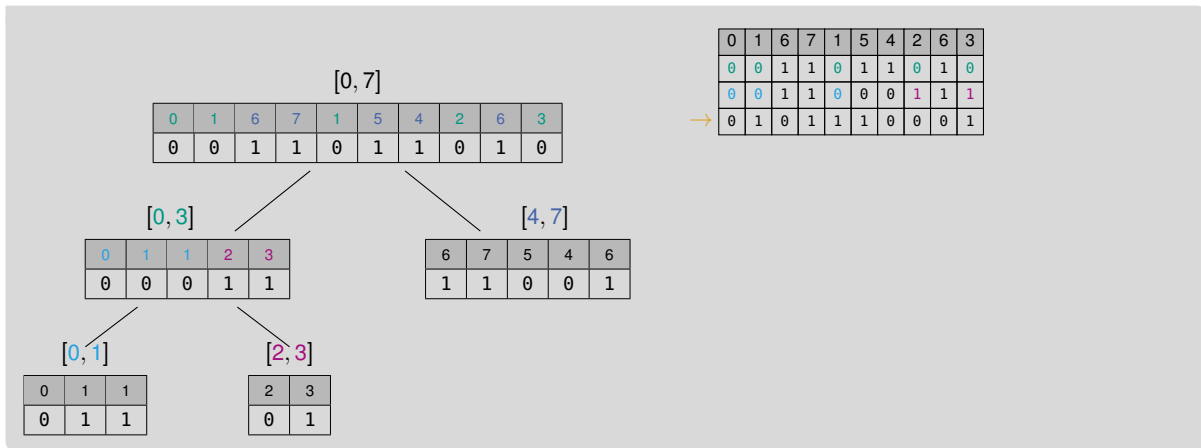 [0, 7]
0 1 6 7 1 5 4 2 6 3
0 0 1 1 0 1 1 0 1 0
[0, 3]
0 1 1 2 3
0 0 0 1 1
[4, 7]
6 7 5 4 6
1 1 0 0 1
[0, 1]
0 1 1
0 1 1
[2, 3]
2 3
0 1
0 1 6 7 1 5 4 2 6 3
0 0 1 1 0 1 1 0 1 0
0 0 1 1 0 0 0 1 1 1
→ 0 1 0 1 1 1 0 0 0 1